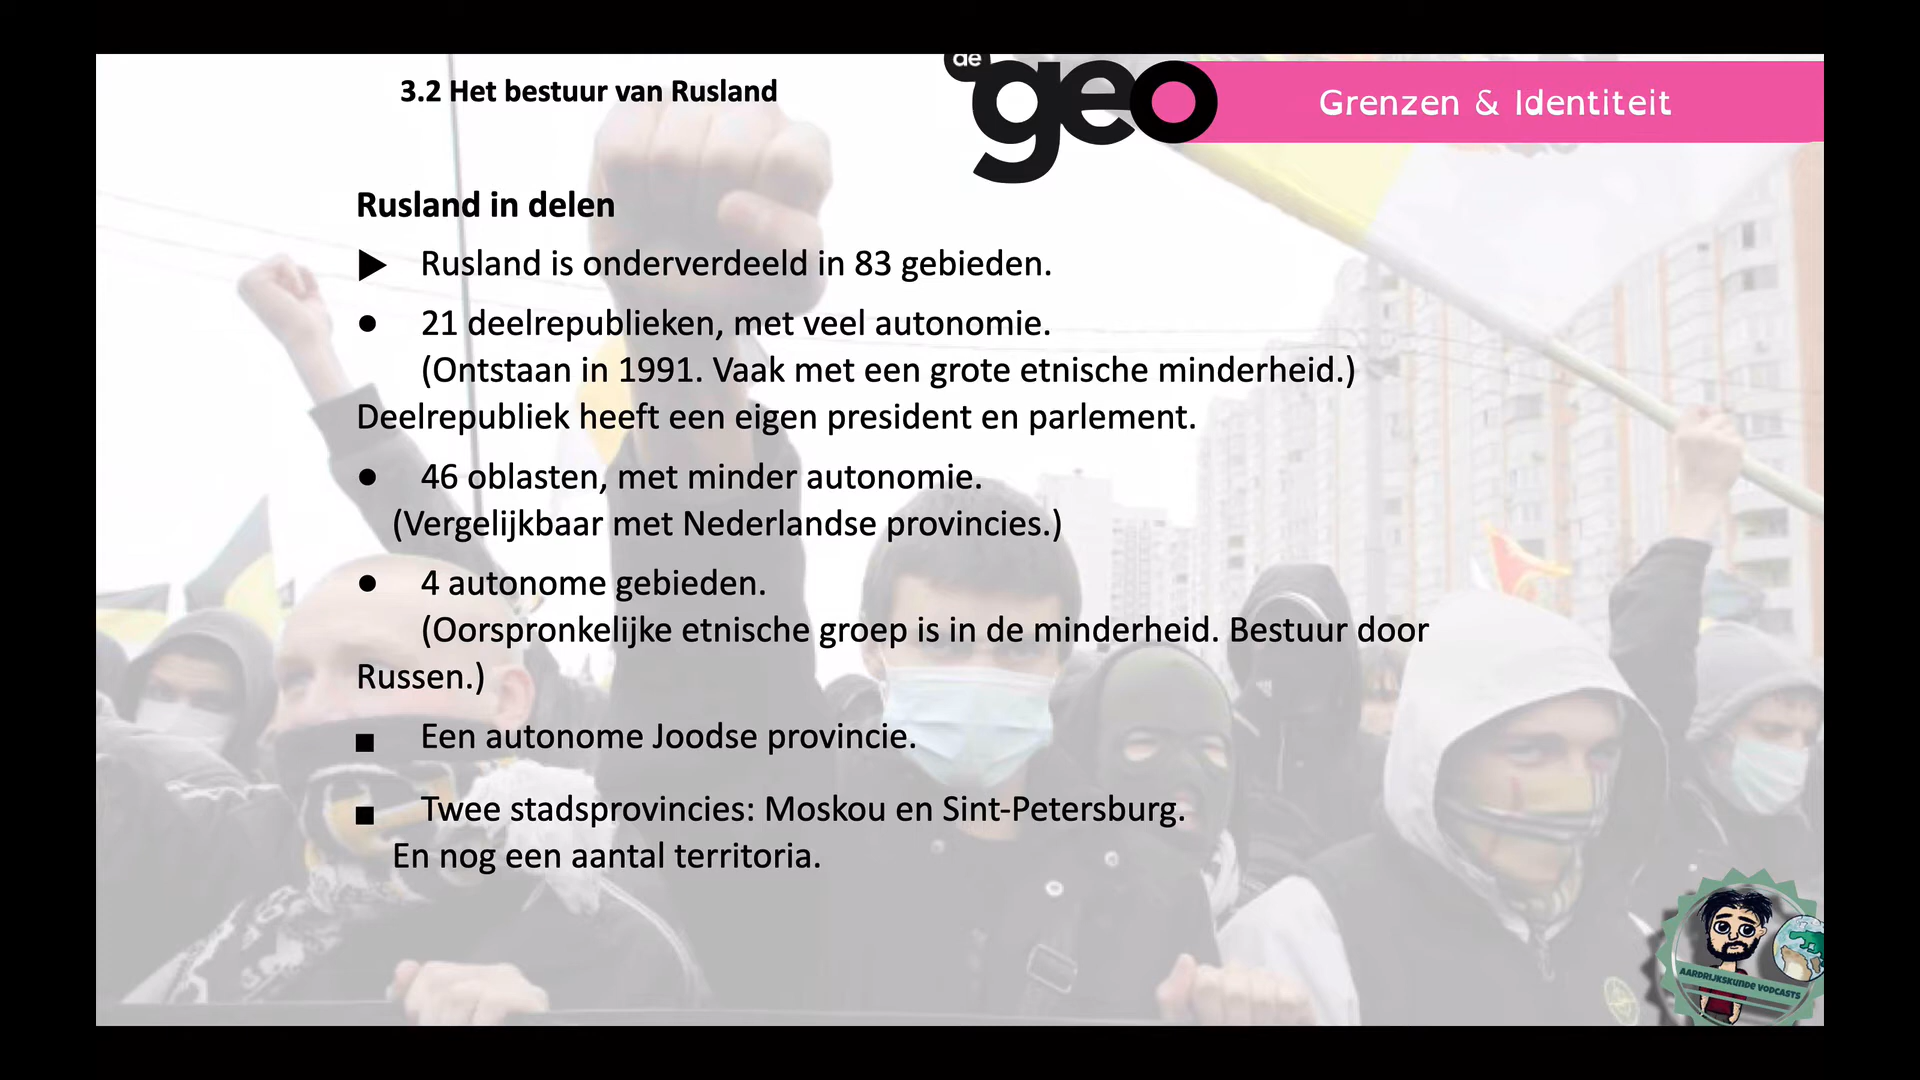 3.2 Het bestuur van Rusland
de
geo
Grenzen & Identiteit
Rusland in delen
▶ Rusland is onderverdeeld in 83 gebieden.
● 21 deelrepublieken, met veel autonomie.
(Ontstaan in 1991. Vaak met een grote etnische minderheid.)
Deelrepubliek heeft een eigen president en parlement.
● 46 oblasten, met minder autonomie.
(Vergelijkbaar met Nederlandse provincies.)
● 4 autonome gebieden.
(Oorspronkelijke etnische groep is in de minderheid. Bestuur door
Russen.)
■ Een autonome Joodse provincie.
■ Twee stadsprovincies: Moskou en Sint-Petersburg.
En nog een aantal territoria.
AARDRIJKSKUNDE VODCASTS